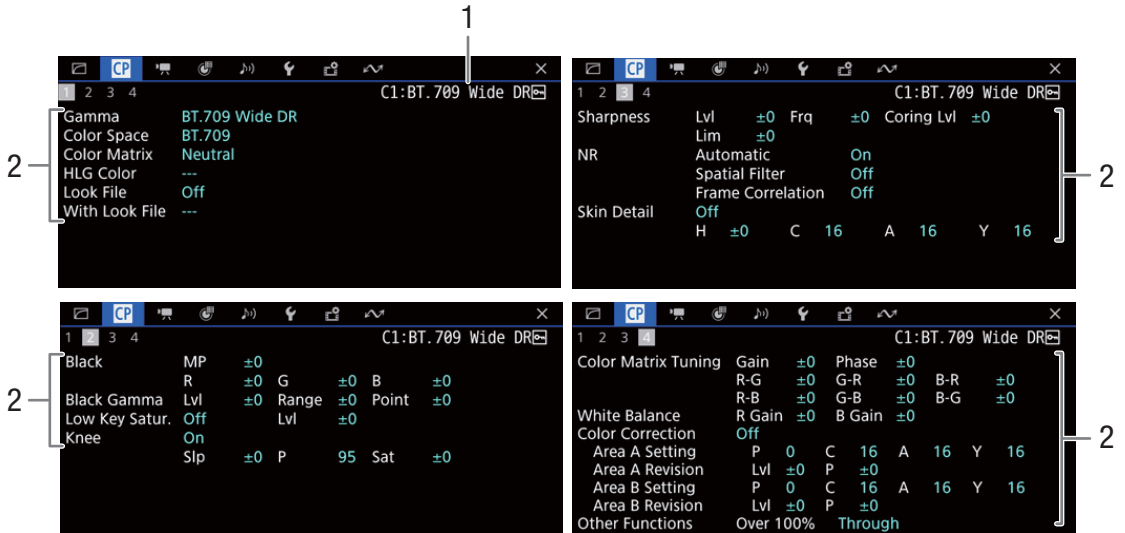 1
CP
1 2 3 4 C1:BT.709 Wide DR
2
Gamma BT.709 Wide DR
Color Space BT.709
Color Matrix Neutral
HLG Color ---
Look File Off
With Look File ---
CP
1 2 3 4 C1:BT.709 Wide DR
Sharpness Lvl ±0 Frq ±0 Coring Lvl ±0
Lim ±0
NR Automatic On
Spatial Filter Off
Frame Correlation Off
Skin Detail Off
H ±0 C 16 A 16 Y 16
2
CP
1 2 3 4 C1:BT.709 Wide DR
2
Black MP ±0
R ±0 G ±0 B ±0
Black Gamma Lvl ±0 Range ±0 Point ±0
Low Key Satur. Off Lvl ±0
Knee On
Slp ±0 P 95 Sat ±0
CP
1 2 3 4 C1:BT.709 Wide DR
Color Matrix Tuning Gain ±0 Phase ±0
R-G ±0 G-R ±0 B-R ±0
R-B ±0 G-B ±0 B-G ±0
White Balance R Gain ±0 B Gain ±0
Color Correction Off
Area A Setting P 0 C 16 A 16 Y 16
Area A Revision Lvl ±0 P ±0
Area B Setting P 0 C 16 A 16 Y 16
Area B Revision Lvl ±0 P ±0
Other Functions Over 100% Through
2